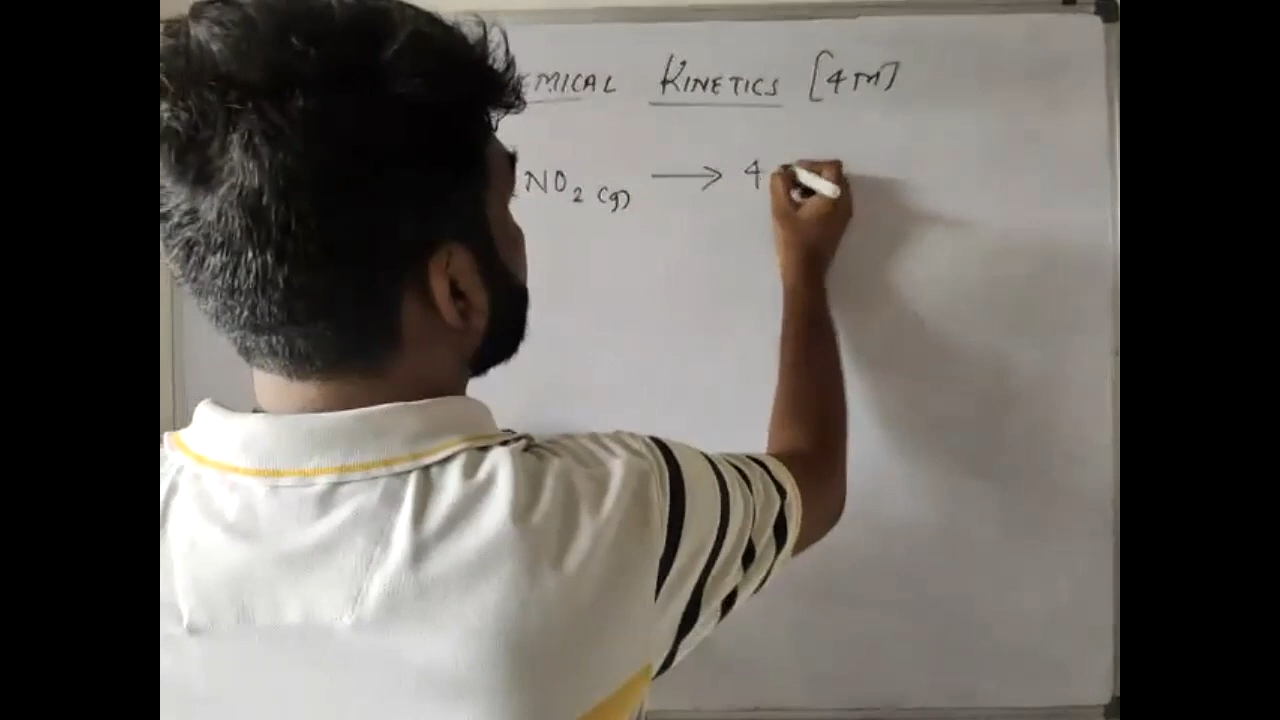 EMICAL KINETICS [4M]
NO2 (g) → 4